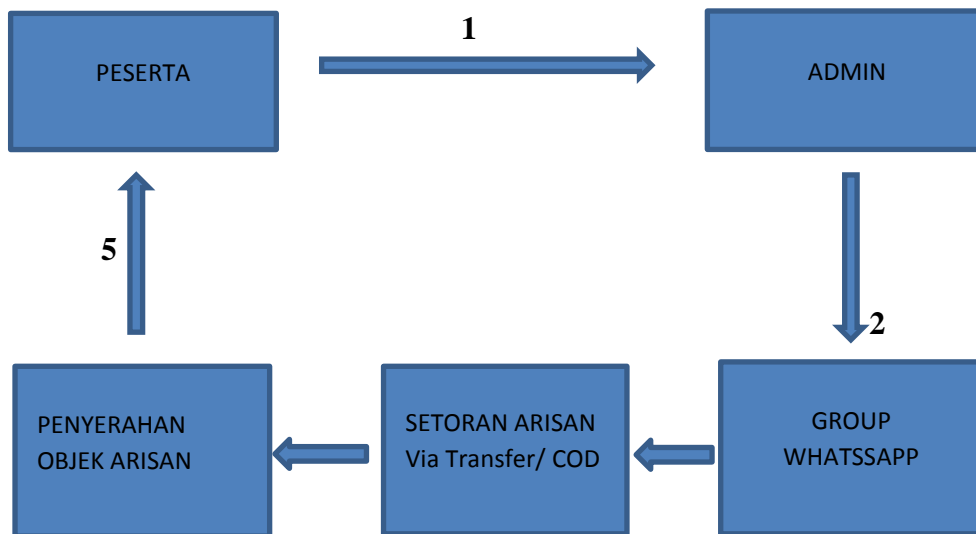 1
PESERTA
ADMIN
5
2
PENYERAHAN
OBJEK ARISAN
SETORAN ARISAN
Via Transfer/ COD
GROUP
WHATSSAPP